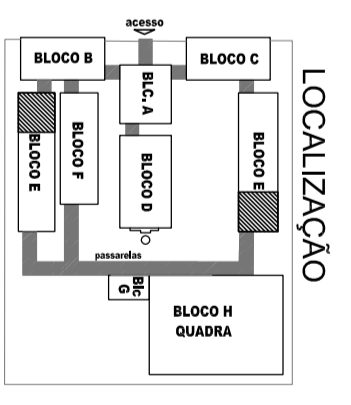 acesso
BLOCO B
BLOCO C
BLC. A
BLOCO E
BLOCO F
BLOCO D
BLOCO E
LOCALIZAÇÃO
passarelas
Blc
G
BLOCO H
QUADRA